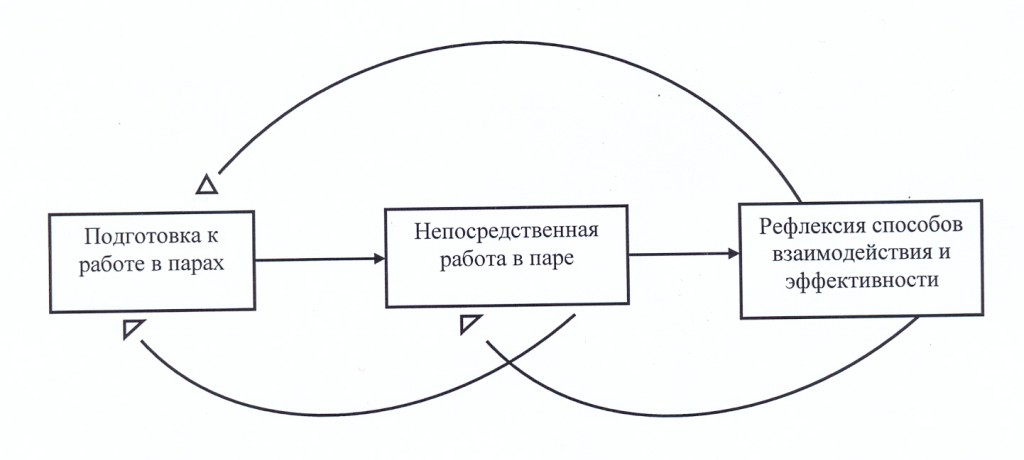 Подготовка к
работе в парах
Непосредственная
работа в паре
Рефлексия способов
взаимодействия и
эффективности